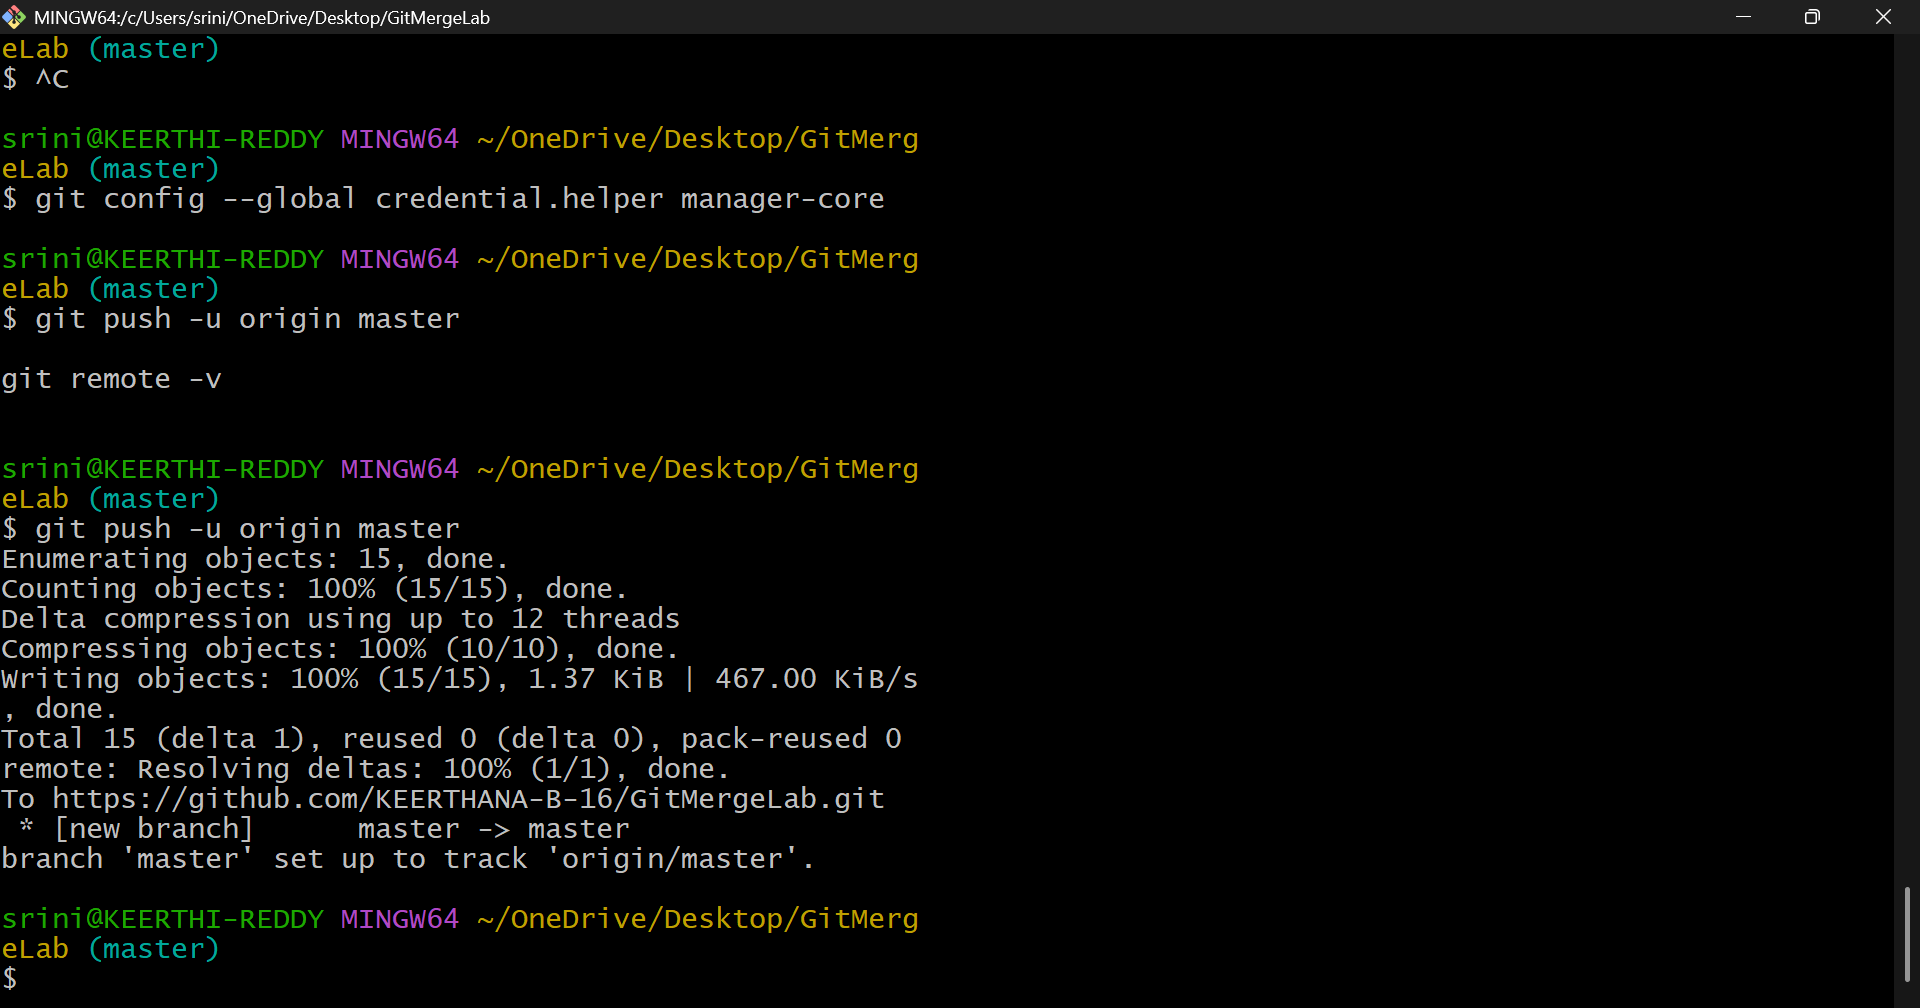 MINGW64:/c/Users/srini/OneDrive/Desktop/GitMergeLab
eLab (master)
$ ^C
srini@KEERTHI-REDDY MINGW64 ~/OneDrive/Desktop/GitMerg
eLab (master)
$ git config --global credential.helper manager-core
srini@KEERTHI-REDDY MINGW64 ~/OneDrive/Desktop/GitMerg
eLab (master)
$ git push -u origin master
git remote -v
srini@KEERTHI-REDDY MINGW64 ~/OneDrive/Desktop/GitMerg
eLab (master)
$ git push -u origin master
Enumerating objects: 15, done.
Counting objects: 100% (15/15), done.
Delta compression using up to 12 threads
Compressing objects: 100% (10/10), done.
Writing objects: 100% (15/15), 1.37 KiB | 467.00 KiB/s
, done.
Total 15 (delta 1), reused 0 (delta 0), pack-reused 0
remote: Resolving deltas: 100% (1/1), done.
To https://github.com/KEERTHANA-B-16/GitMergeLab.git
 * [new branch]      master -> master
branch 'master' set up to track 'origin/master'.
srini@KEERTHI-REDDY MINGW64 ~/OneDrive/Desktop/GitMerg
eLab (master)
$